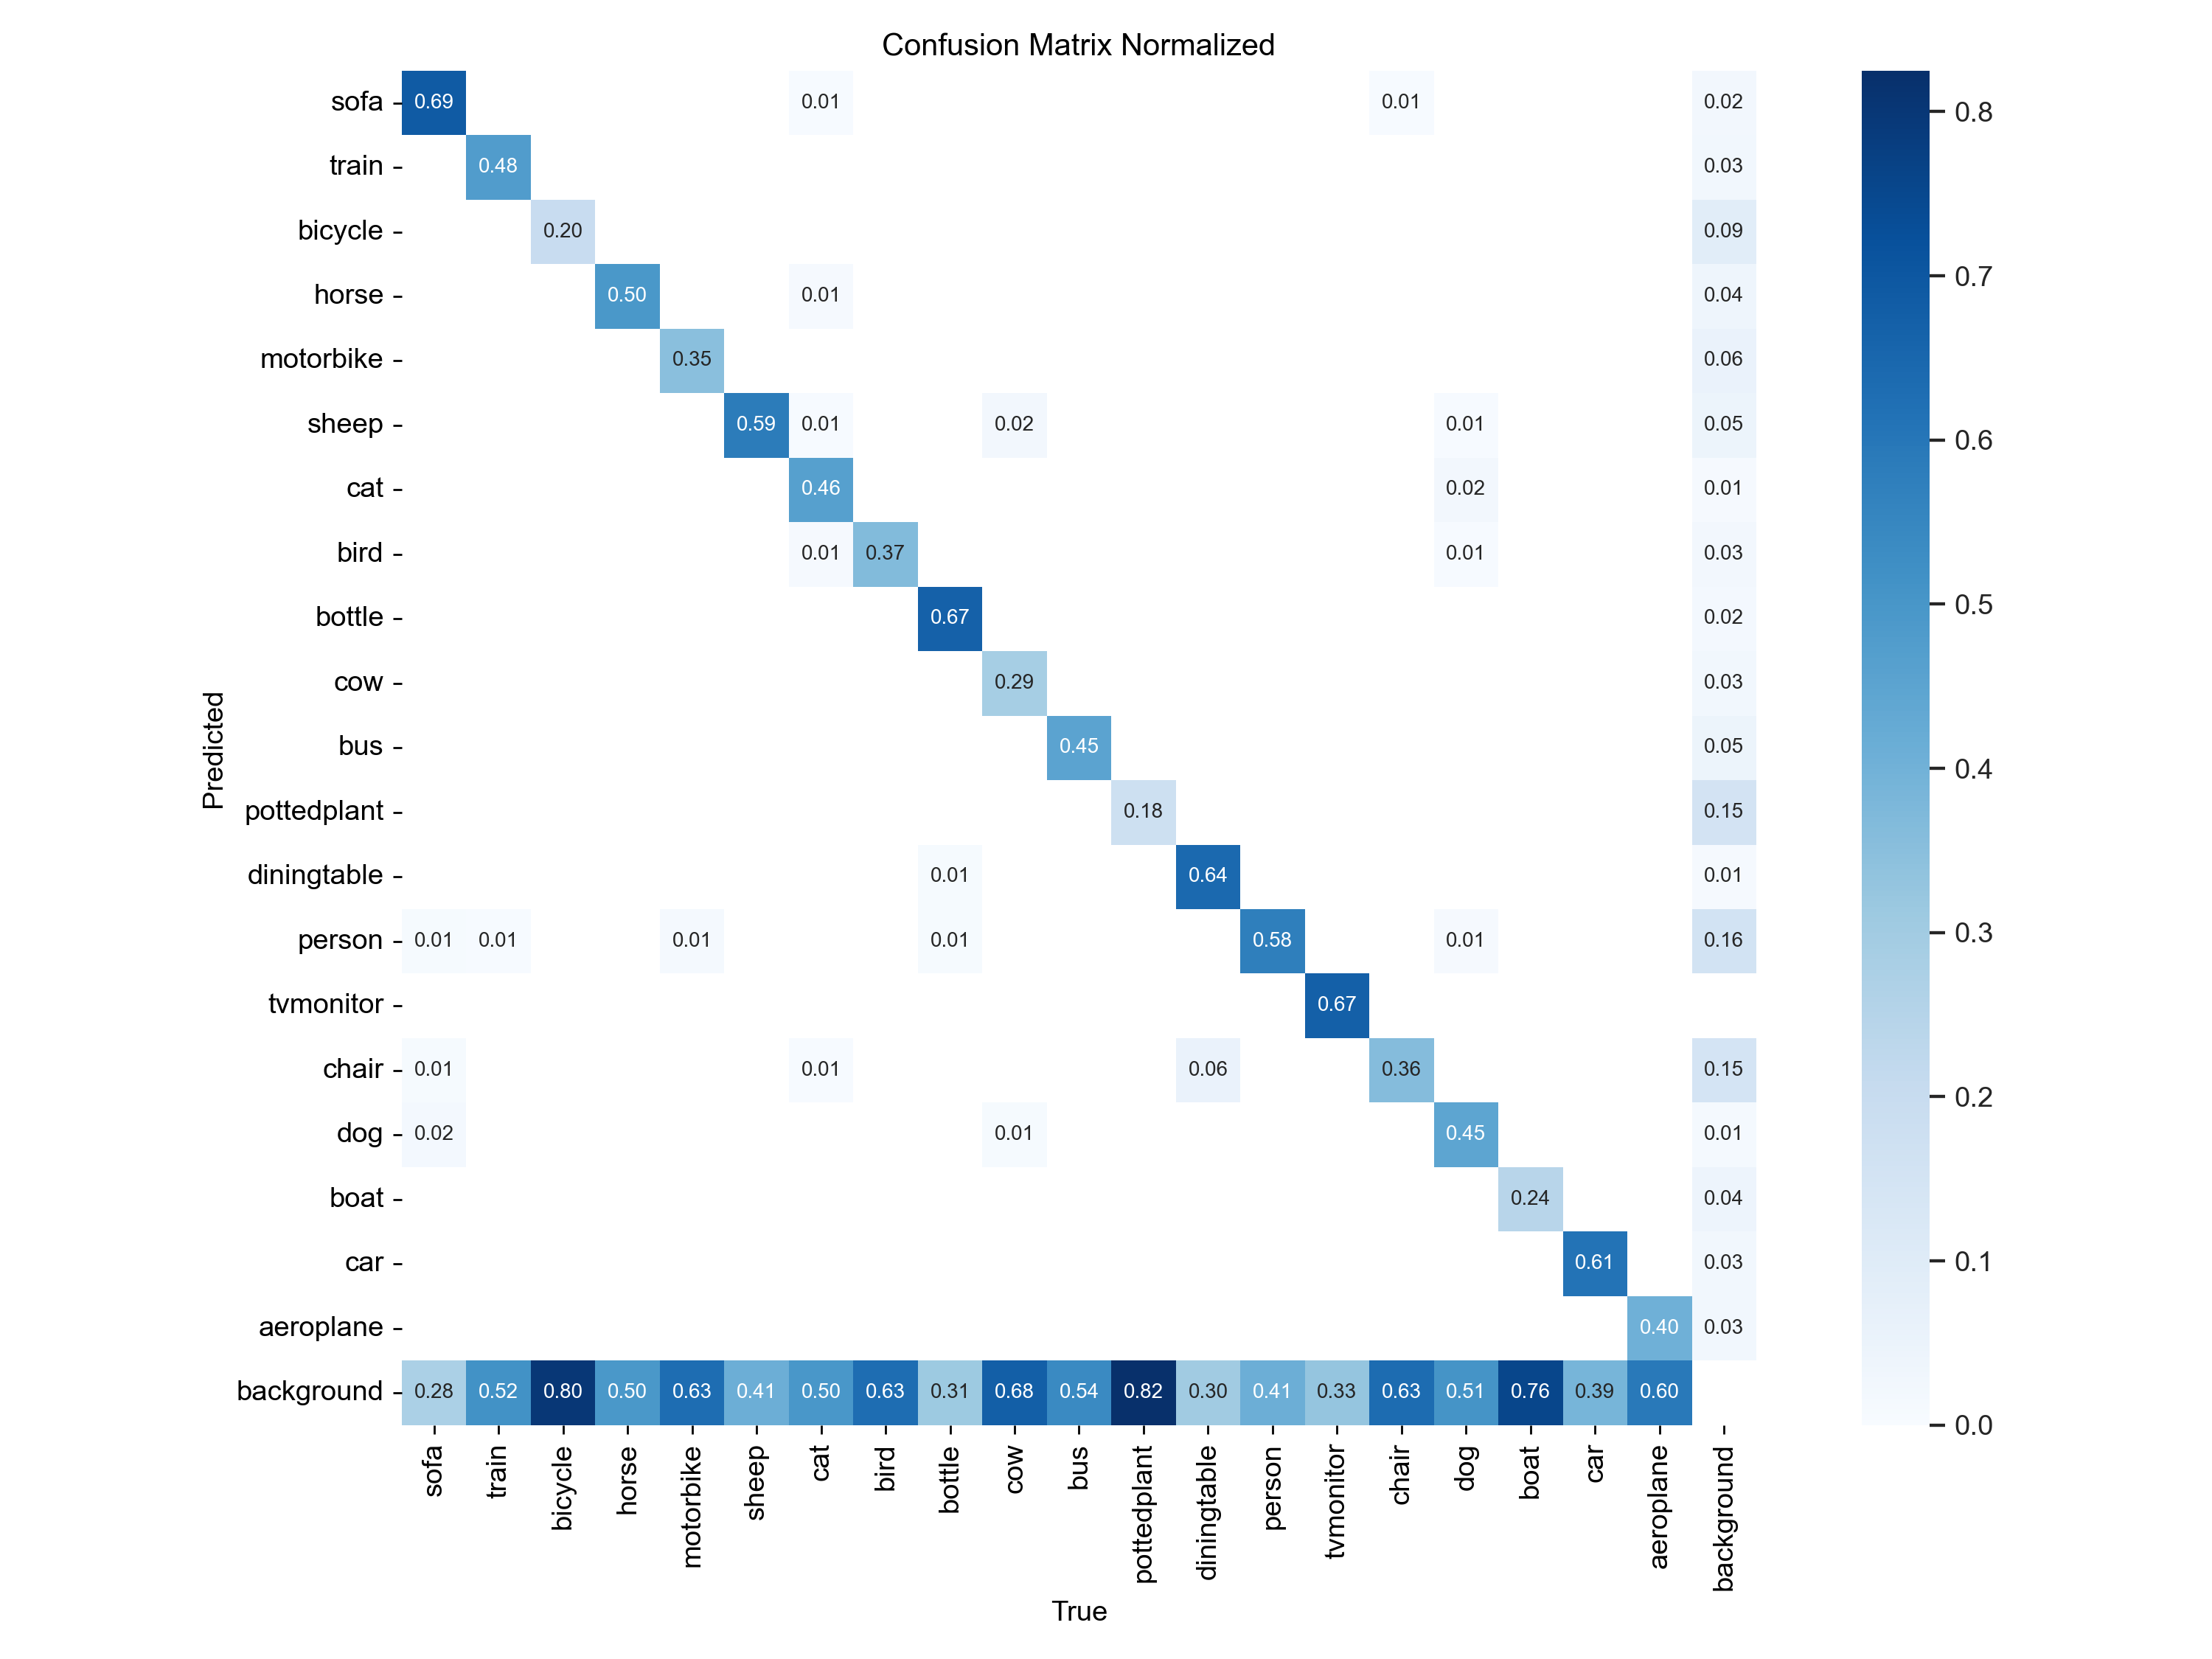 Confusion Matrix Normalized
sofa 0.69 0.01 0.01 0.02
train 0.48 0.03
bicycle 0.20 0.09
horse 0.50 0.01 0.04
motorbike 0.35 0.06
sheep 0.59 0.01 0.02 0.01 0.05
cat 0.46 0.02 0.01
bird 0.01 0.37 0.01 0.03
bottle 0.67 0.02
cow 0.29 0.03
bus 0.45 0.05
pottedplant 0.18 0.15
diningtable 0.01 0.64 0.01
person 0.01 0.01 0.01 0.01 0.58 0.01 0.16
tvmonitor 0.67
chair 0.01 0.01 0.06 0.36 0.15
dog 0.02 0.01 0.45 0.01
boat 0.24 0.04
car 0.61 0.03
aeroplane 0.40 0.03
background 0.28 0.52 0.80 0.50 0.63 0.41 0.50 0.63 0.31 0.68 0.54 0.82 0.30 0.41 0.33 0.63 0.51 0.76 0.39 0.60
Predicted
sofa train bicycle horse motorbike sheep cat bird bottle cow bus pottedplant diningtable person tvmonitor chair dog boat car aeroplane background
True
0.8
0.7
0.6
0.5
0.4
0.3
0.2
0.1
0.0